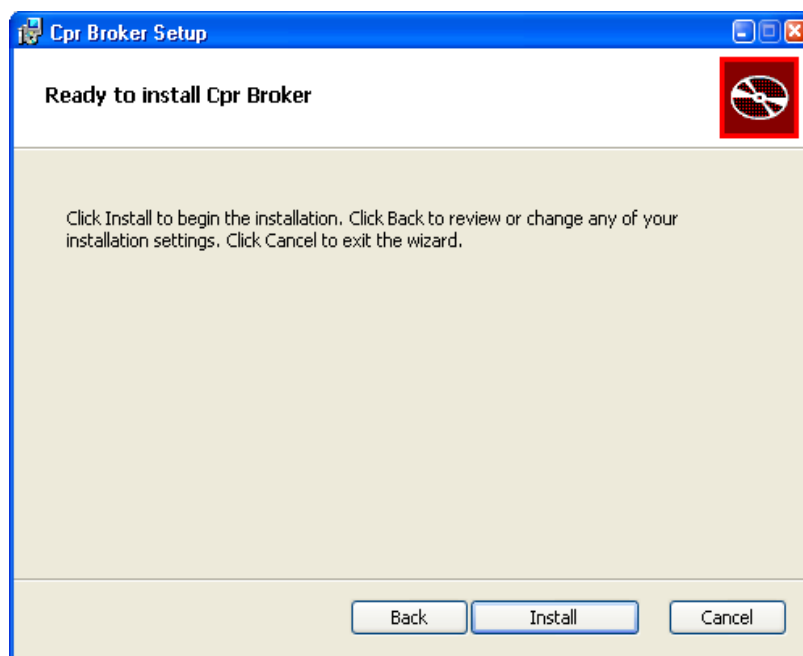 Cpr Broker Setup
Ready to install Cpr Broker
Click Install to begin the installation. Click Back to review or change any of your
installation settings. Click Cancel to exit the wizard.
Back Install Cancel